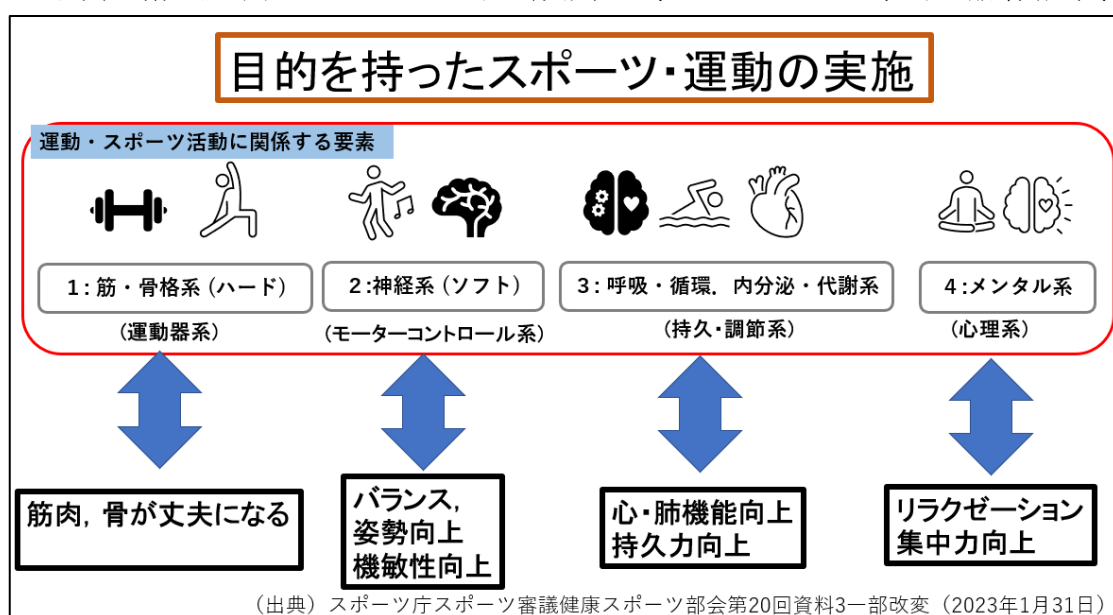 目的を持ったスポーツ・運動の実施
運動・スポーツ活動に関係する要素
1：筋・骨格系（ハード）
（運動器系）
2：神経系（ソフト）
（モーターコントロール系）
3：呼吸・循環．内分泌・代謝系
（持久・調節系）
4：メンタル系
（心理系）
筋肉，骨が丈夫になる
バランス，
姿勢向上
機敏性向上
心・肺機能向上
持久力向上
リラクゼーション
集中力向上
（出典）スポーツ庁スポーツ審議健康スポーツ部会第20回資料3一部改変（2023年1月31日）